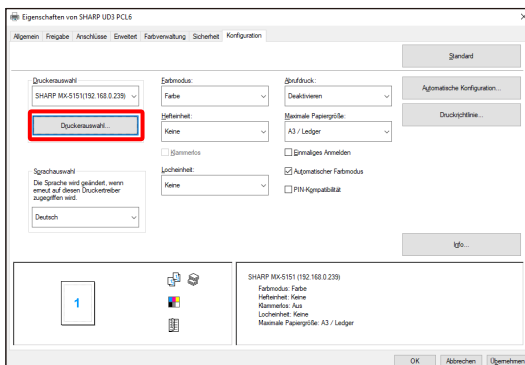 Eigenschaften von SHARP UD3 PCL6
Allgemein Freigabe Anschlüsse Erweitert Farbverwaltung Sicherheit Konfiguration
Standard
Druckerauswahl
SHARP MX-5151(192.168.0.239)
Druckerauswahl...
Farbmodus:
Farbe
Abrufdruck:
Deaktivieren
Automatische Konfiguration...
Hefteinheit:
Keine
Maximale Papiergröße:
A3 / Ledger
Druckrichtlinie...
Klammerlos
Einmaliges Anmelden
Sprachauswahl
Die Sprache wird geändert, wenn
erneut auf diesen Druckertreiber
zugegriffen wird.
Deutsch
Locheinheit:
Keine
Automatischer Farbmodus
PIN-Kompatibilität
Info...
1
SHARP MX-5151 (192.168.0.239)
Farbmodus: Farbe
Hefteinheit: Keine
Klammerlos: Aus
Locheinheit: Keine
Maximale Papiergröße: A3 / Ledger
OK Abbrechen Übernehmen